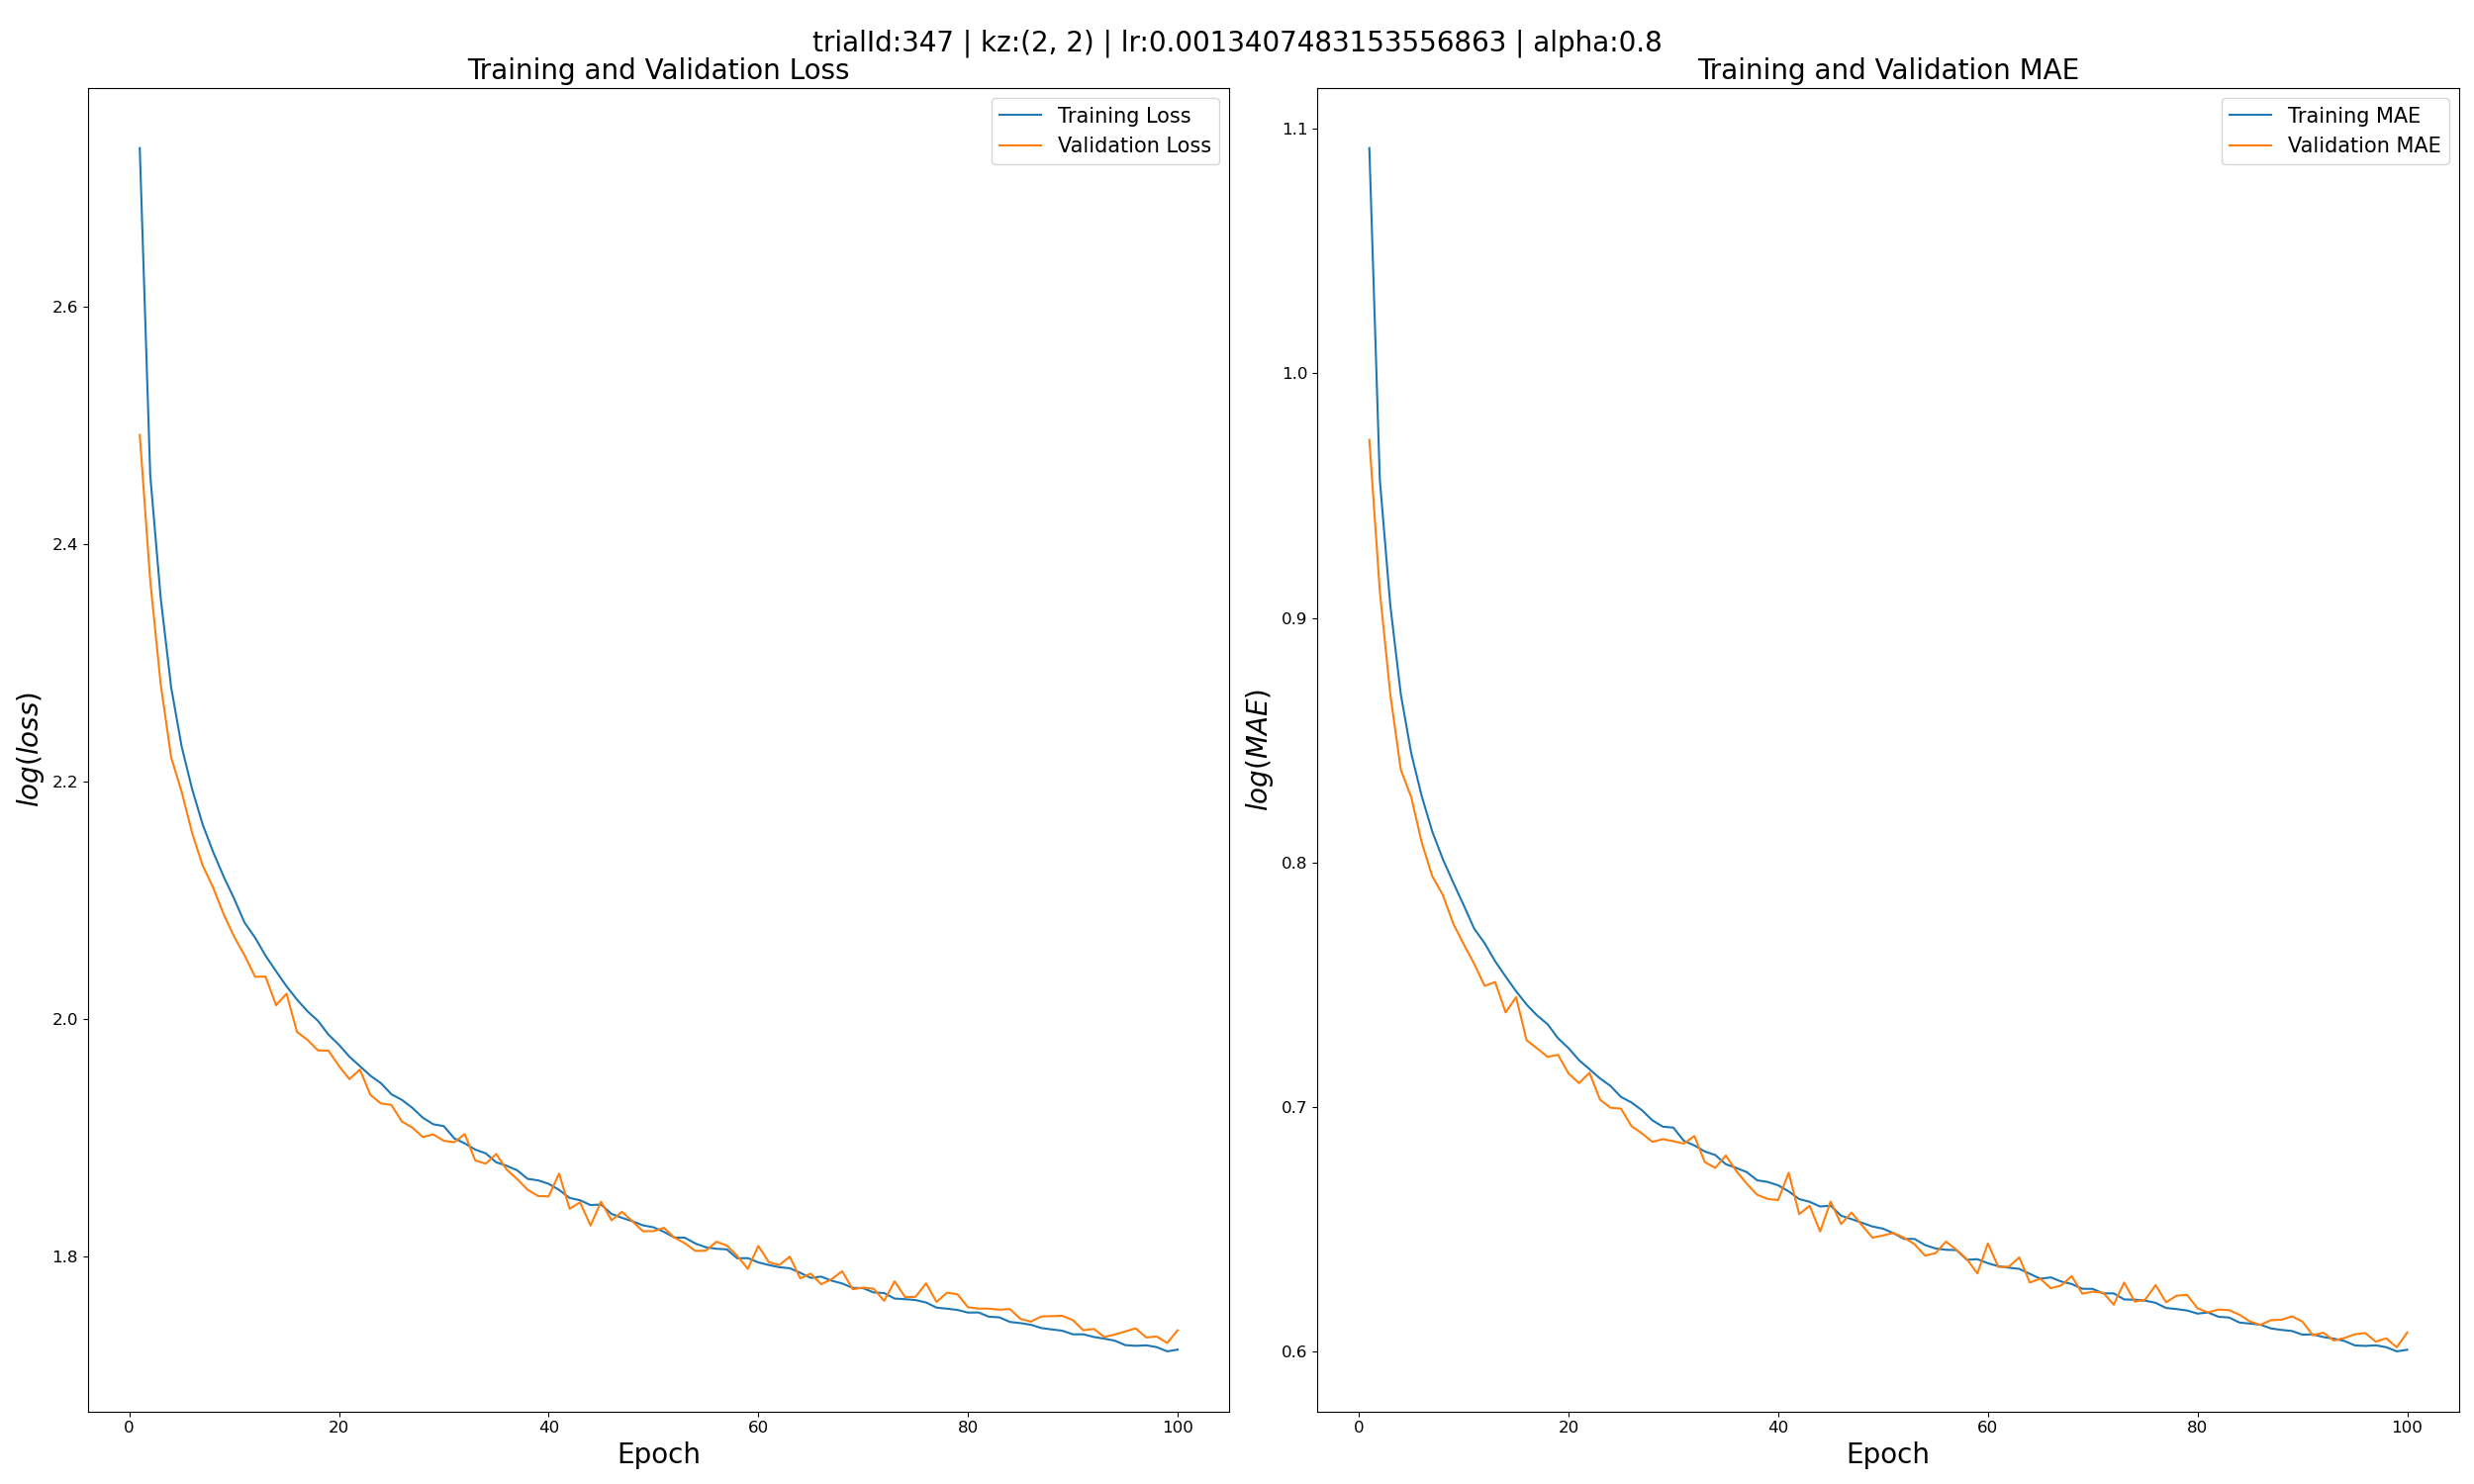 trialId:347 | kz:(2, 2) | lr:0.0013407483153556863 | alpha:0.8
Training and Validation Loss
Training Loss
Validation Loss
2.6
2.4
2.2
2.0
1.8
log(loss)
0 20 40 60 80 100
Epoch
Training and Validation MAE
Training MAE
Validation MAE
1.1
1.0
0.9
0.8
0.7
0.6
log(MAE)
0 20 40 60 80 100
Epoch